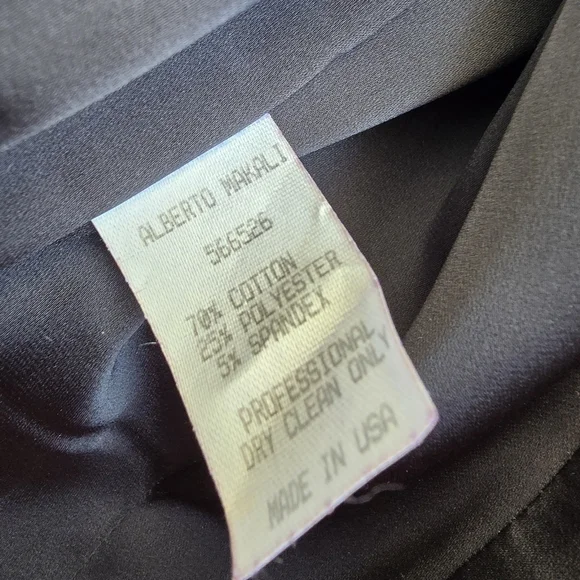 ALBERTO MAKALI
566526
70% COTTON
25% POLYESTER
5% SPANDEX
PROFESSIONAL
DRY CLEAN ONLY
MADE IN USA